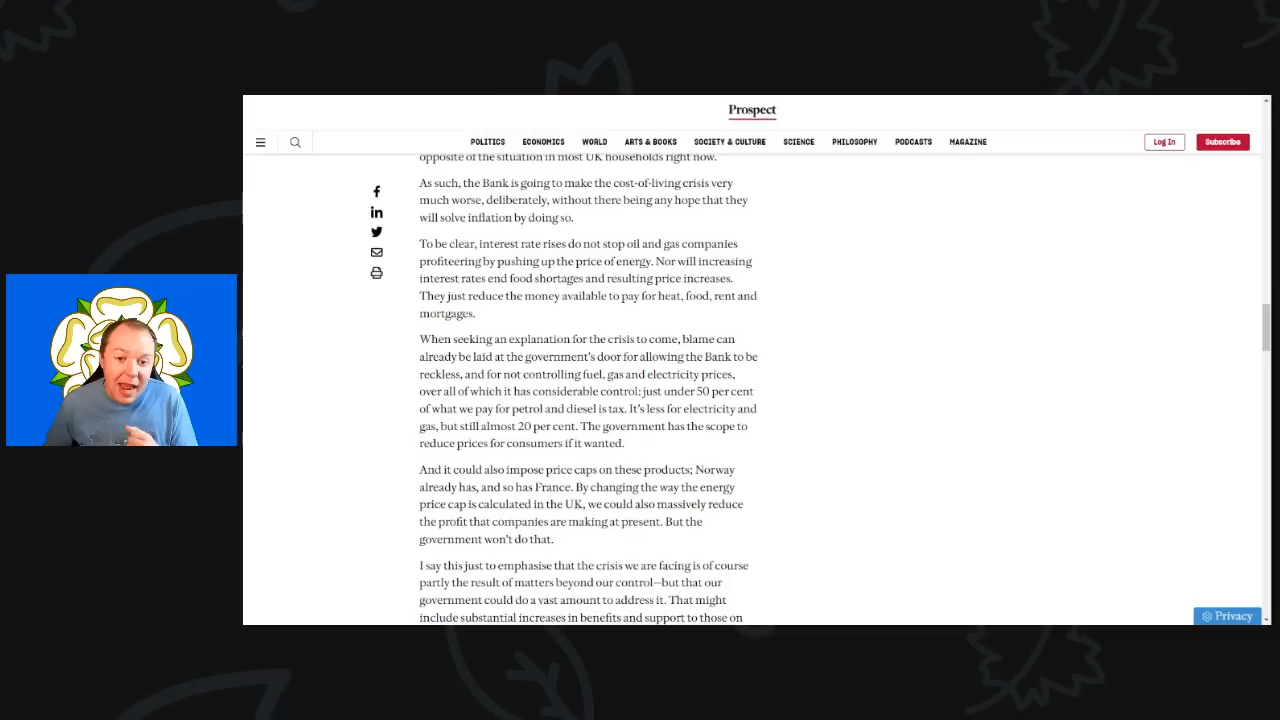 Prospect
POLITICS ECONOMICS WORLD ARTS & BOOKS SOCIETY & CULTURE SCIENCE PHILOSOPHY PODCASTS MAGAZINE Log In Subscribe
opposite of the situation in most UK households right now.
As such, the Bank is going to make the cost-of-living crisis very
much worse, deliberately, without there being any hope that they
will solve inflation by doing so.
To be clear, interest rate rises do not stop oil and gas companies
profiteering by pushing up the price of energy. Nor will increasing
interest rates end food shortages and resulting price increases.
They just reduce the money available to pay for heat, food, rent and
mortgages.
When seeking an explanation for the crisis to come, blame can
already be laid at the government's door for allowing the Bank to be
reckless, and for not controlling fuel, gas and electricity prices,
over all of which it has considerable control: just under 50 per cent
of what we pay for petrol and diesel is tax. It's less for electricity and
gas, but still almost 20 per cent. The government has the scope to
reduce prices for consumers if it wanted.
And it could also impose price caps on these products; Norway
already has, and so has France. By changing the way the energy
price cap is calculated in the UK, we could also massively reduce
the profit that companies are making at present. But the
government won't do that.
I say this just to emphasise that the crisis we are facing is of course
partly the result of matters beyond our control—but that our
government could do a vast amount to address it. That might
include substantial increases in benefits and support to those on
Privacy